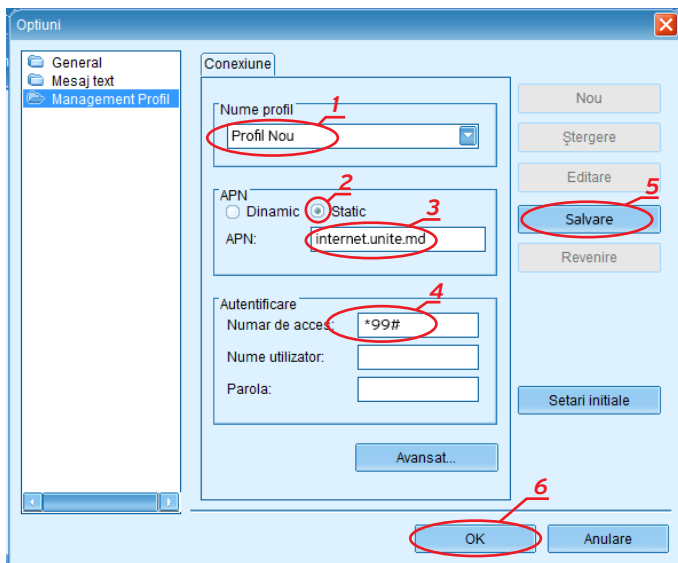 Optiuni
General
Mesaj text
Management Profil
Conexiune
Nume profil
1
Profil Nou
APN
2
Dinamic Static
3
APN: internet.unite.md
Autentificare
4
Numar de acces: *99#
Nume utilizator:
Parola:
Avansat...
Nou
Ştergere
Editare
5
Salvare
Revenire
Setari initiale
6
OK Anulare